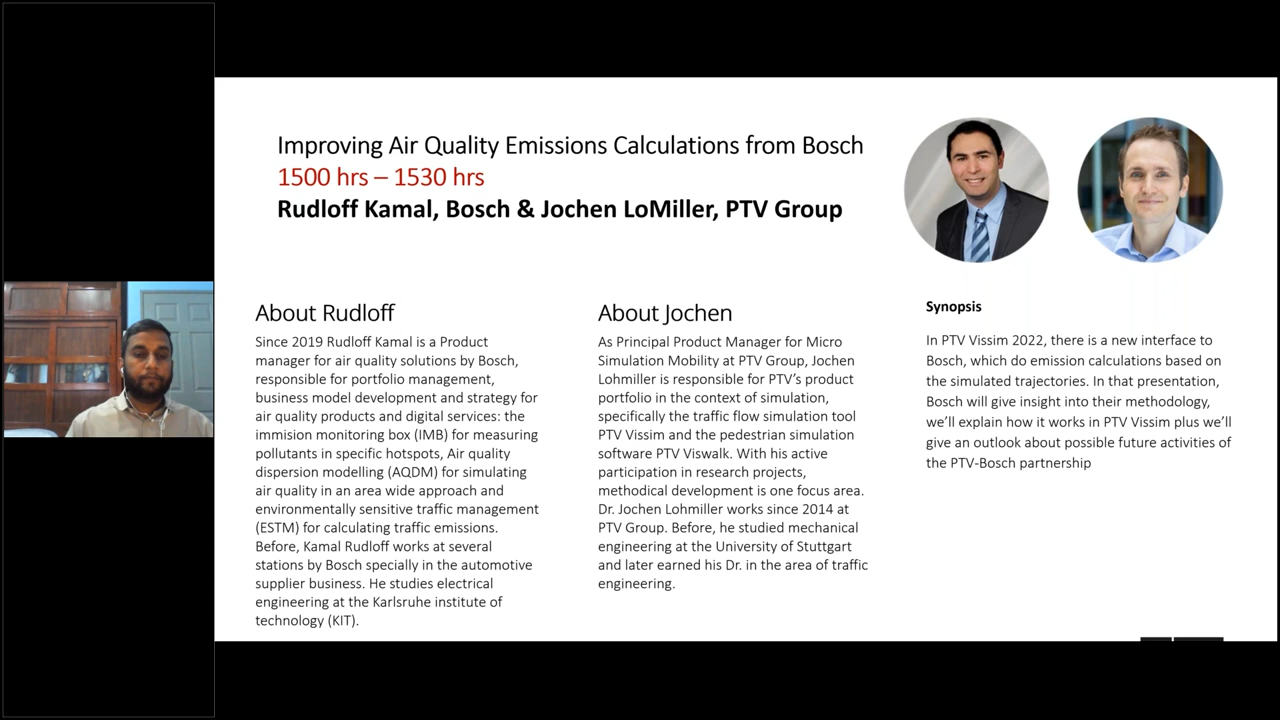 Improving Air Quality Emissions Calculations from Bosch
1500 hrs – 1530 hrs
Rudloff Kamal, Bosch & Jochen LoMiller, PTV Group
About Rudloff
Since 2019 Rudloff Kamal is a Product
manager for air quality solutions by Bosch,
responsible for portfolio management,
business model development and strategy for
air quality products and digital services: the
immision monitoring box (IMB) for measuring
pollutants in specific hotspots, Air quality
dispersion modelling (AQDM) for simulating
air quality in an area wide approach and
environmentally sensitive traffic management
(ESTM) for calculating traffic emissions.
Before, Kamal Rudloff works at several
stations by Bosch specially in the automotive
supplier business. He studies electrical
engineering at the Karlsruhe institute of
technology (KIT).
About Jochen
As Principal Product Manager for Micro
Simulation Mobility at PTV Group, Jochen
Lohmiller is responsible for PTV’s product
portfolio in the context of simulation,
specifically the traffic flow simulation tool
PTV Vissim and the pedestrian simulation
software PTV Viswalk. With his active
participation in research projects,
methodical development is one focus area.
Dr. Jochen Lohmiller works since 2014 at
PTV Group. Before, he studied mechanical
engineering at the University of Stuttgart
and later earned his Dr. in the area of traffic
engineering.
Synopsis
In PTV Vissim 2022, there is a new interface to
Bosch, which do emission calculations based on
the simulated trajectories. In that presentation,
Bosch will give insight into their methodology,
we’ll explain how it works in PTV Vissim plus we’ll
give an outlook about possible future activities of
the PTV-Bosch partnership